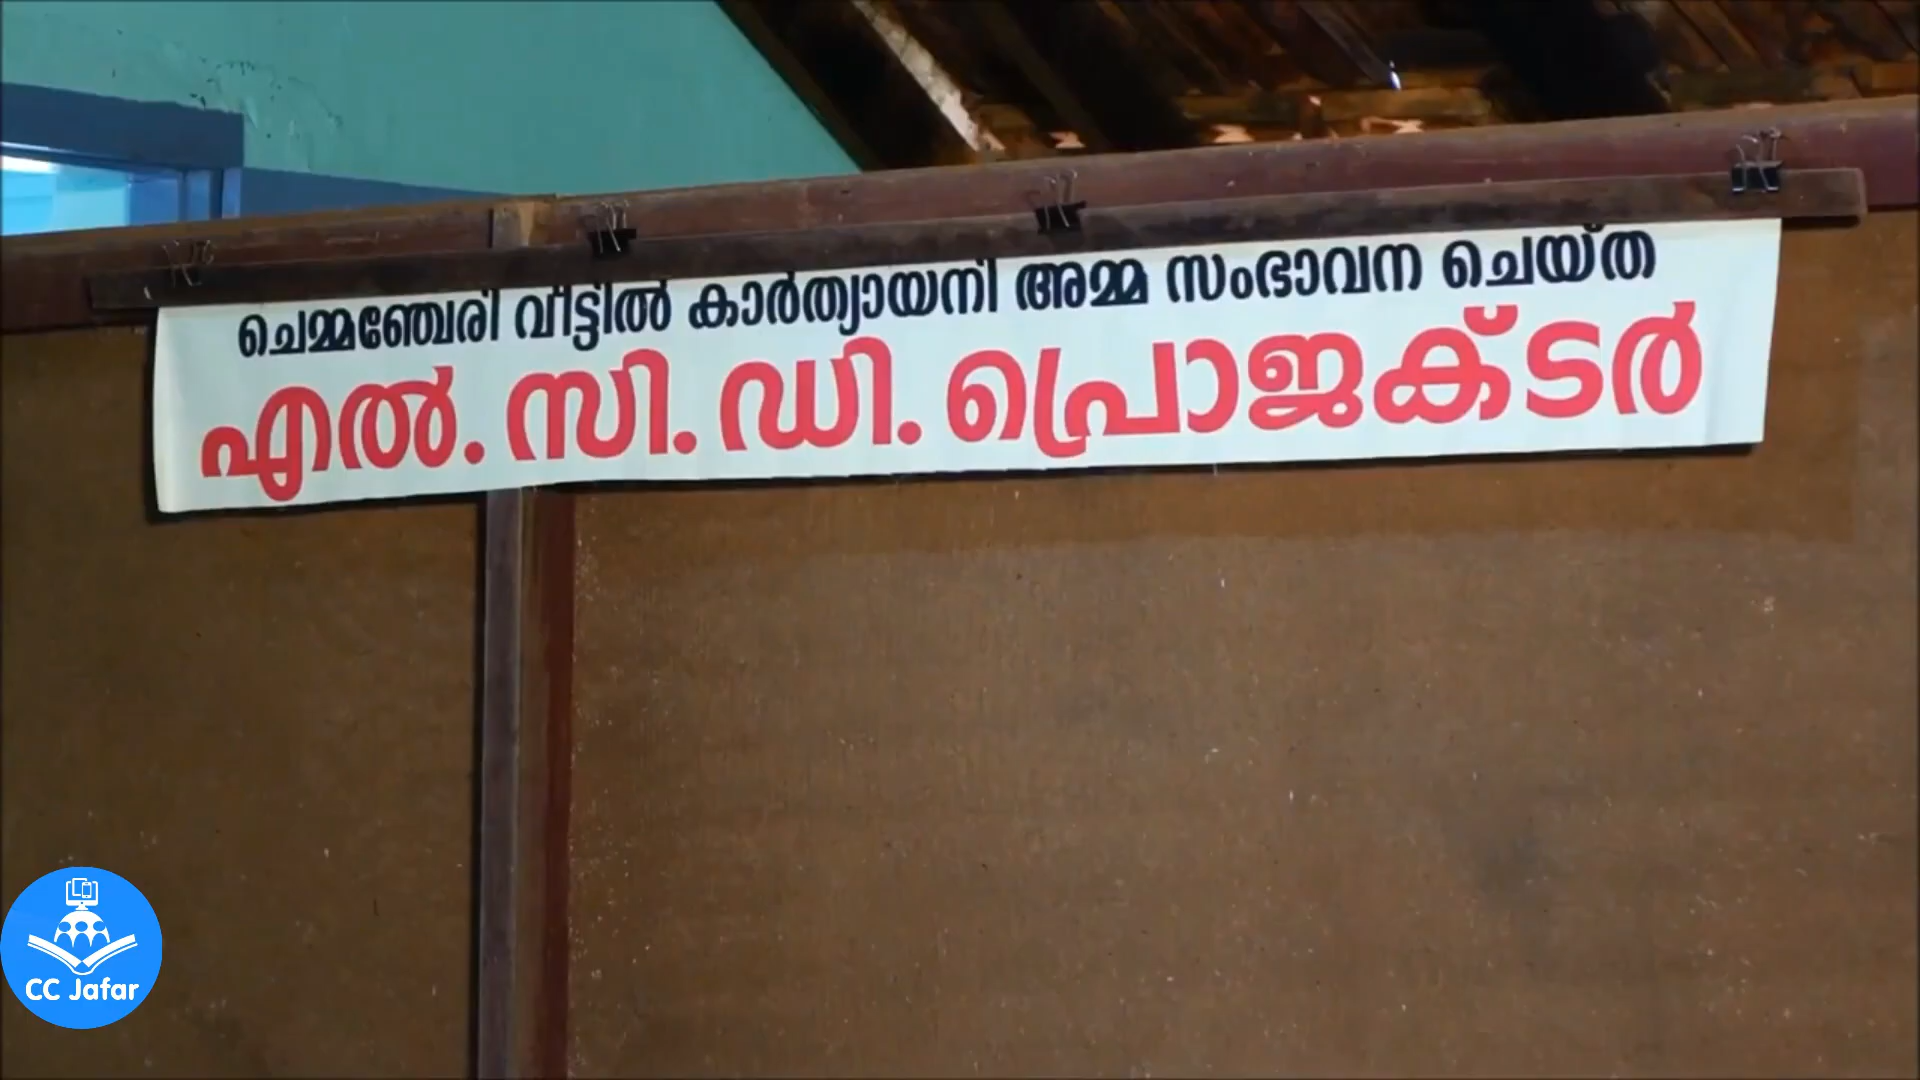 ചെമ്മഞ്ചേരി വീട്ടിൽ കാർത്യായനി അമ്മ സംഭാവന ചെയ്ത
എൽ. സി. ഡി. പ്രൊജക്ടർ
CC Jafar